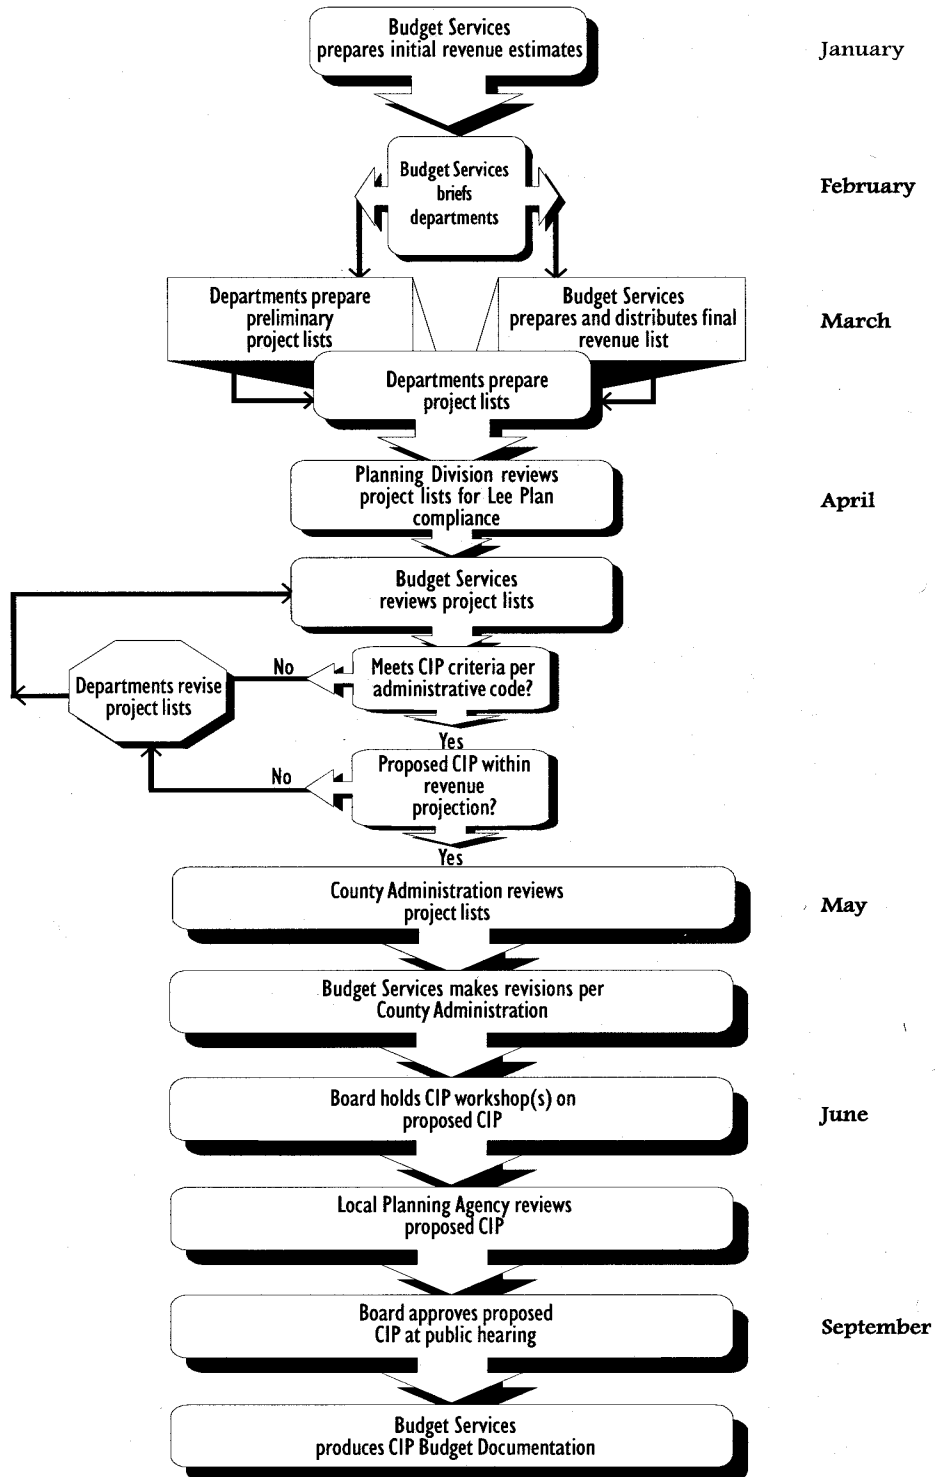 Budget Services
prepares initial revenue estimates
January
Budget Services
briefs
departments
February
Departments prepare
preliminary
project lists
Budget Services
prepares and distributes final
revenue list
March
Departments prepare
project lists
Planning Division reviews
project lists for Lee Plan
compliance
April
Budget Services
reviews project lists
No
Meets CIP criteria per
administrative code?
Departments revise
project lists
Yes
No
Proposed CIP within
revenue
projection?
Yes
County Administration reviews
project lists
May
Budget Services makes revisions per
County Administration
Board holds CIP workshop(s) on
proposed CIP
June
Local Planning Agency reviews
proposed CIP
Board approves proposed
CIP at public hearing
September
Budget Services
produces CIP Budget Documentation